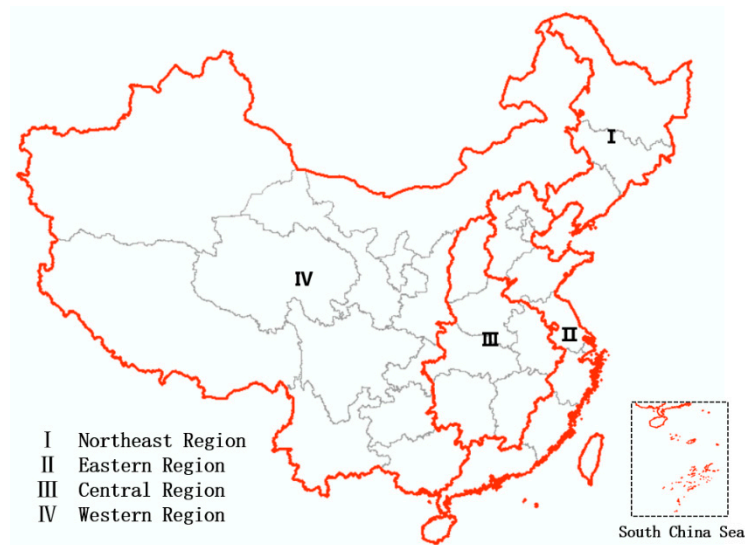 Ⅰ
Ⅳ
Ⅲ
Ⅱ
Ⅰ Northeast Region
Ⅱ Eastern Region
Ⅲ Central Region
Ⅳ Western Region
South China Sea